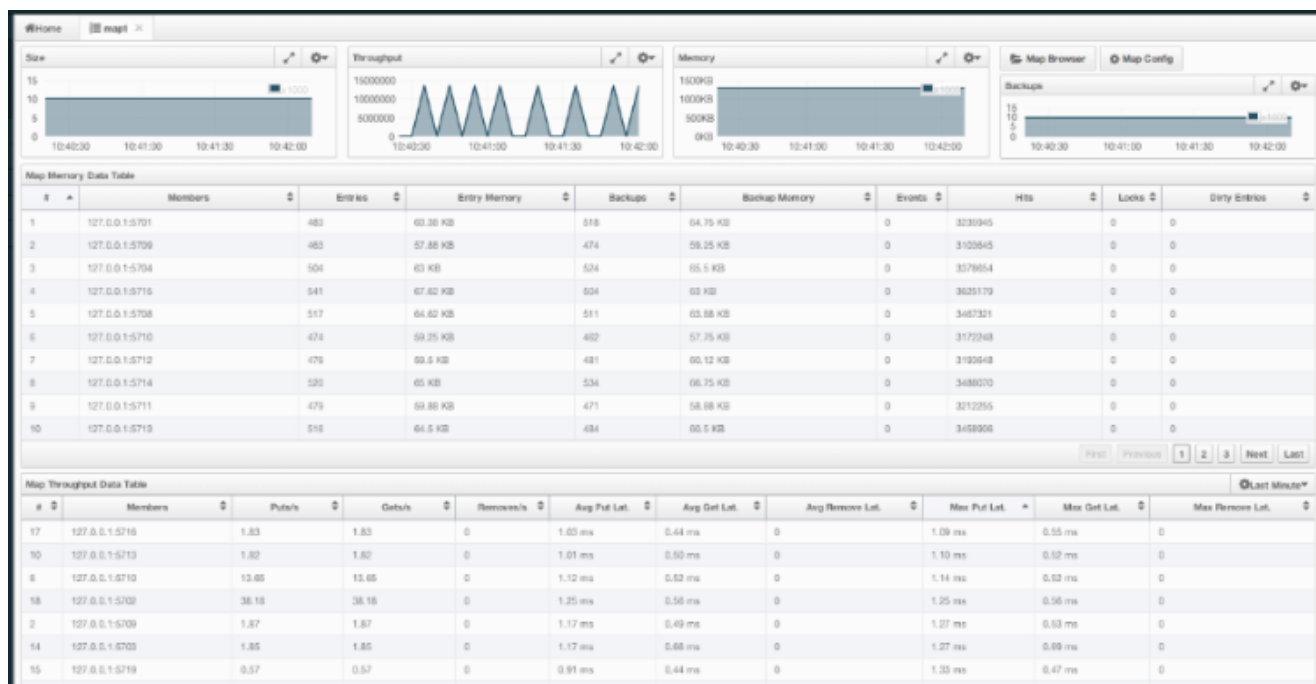 Home map1 ×
Size Throughput Memory Map Browser Map Config
Backups
15 15000000 1500KB 15
10 10000000 1000KB 10
5 5000000 500KB 5
0 0 0KB 0
x1000
10:40:30 10:41:00 10:41:30 10:42:00 10:40:30 10:41:00 10:41:30 10:42:00 10:40:30 10:41:00 10:41:30 10:42:00 10:40:30 10:41:00 10:41:30 10:42:00
Map Memory Data Table
# Members Entries Entry Memory Backups Backup Memory Events Hits Locks Dirty Entries
1 127.0.0.1:5701 483 518 64.75 KB 0 0 0
2 127.0.0.1:5709 463 57.88 KB 474 59.25 KB 0 3103645 0 0
3 127.0.0.1:5704 504 63 KB 524 65.5 KB 0 3378654 0 0
4 127.0.0.1:5716 541 67.62 KB 504 63 KB 0 3625179 0 0
5 127.0.0.1:5708 517 64.62 KB 511 63.88 KB 0 3467321 0 0
6 127.0.0.1:5710 474 59.25 KB 462 57.75 KB 0 3172248 0 0
7 127.0.0.1:5712 476 59.5 KB 481 60.12 KB 0 0 0
8 127.0.0.1:5714 520 65 KB 534 66.75 KB 0 0 0
9 127.0.0.1:5711 479 59.88 KB 471 58.88 KB 0 3212255 0 0
10 127.0.0.1:5713 516 64.5 KB 484 60.5 KB 0 0 0
First Previous 1 2 3 Next Last
Map Throughput Data Table Last Minute
# Members Puts/s Gets/s Removes/s Avg Put Lat. Avg Get Lat. Avg Remove Lat. Max Put Lat. Max Get Lat. Max Remove Lat.
17 127.0.0.1:5716 1.83 1.83 0 1.03 ms 0.44 ms 0 1.09 ms 0.55 ms 0
10 127.0.0.1:5713 1.82 1.82 0 1.01 ms 0.50 ms 0 1.10 ms 0.52 ms 0
6 127.0.0.1:5710 13.65 13.65 0 1.12 ms 0.52 ms 0 1.14 ms 0.52 ms 0
18 127.0.0.1:5702 38.18 38.18 0 1.25 ms 0.56 ms 0 1.25 ms 0.56 ms 0
2 127.0.0.1:5709 1.87 1.87 0 1.17 ms 0.49 ms 0 1.27 ms 0.53 ms 0
14 127.0.0.1:5703 1.85 1.85 0 1.17 ms 0.66 ms 0 1.27 ms 0
15 127.0.0.1:5719 0.57 0.57 0 0.91 ms 0.44 ms 0 1.33 ms 0.47 ms 0